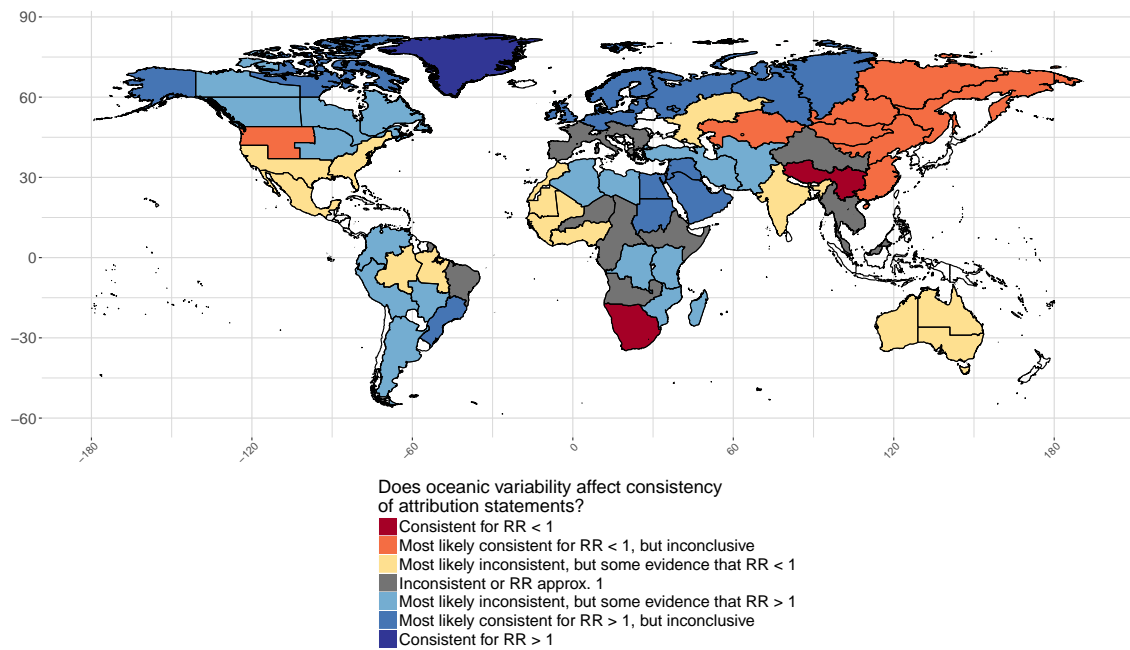 90
60
30
0
−30
−60
−180
−120
−60
0
60
120
180
Does oceanic variability affect consistency
of attribution statements?
Consistent for RR < 1
Most likely consistent for RR < 1, but inconclusive
Most likely inconsistent, but some evidence that RR < 1
Inconsistent or RR approx. 1
Most likely inconsistent, but some evidence that RR > 1
Most likely consistent for RR > 1, but inconclusive
Consistent for RR > 1